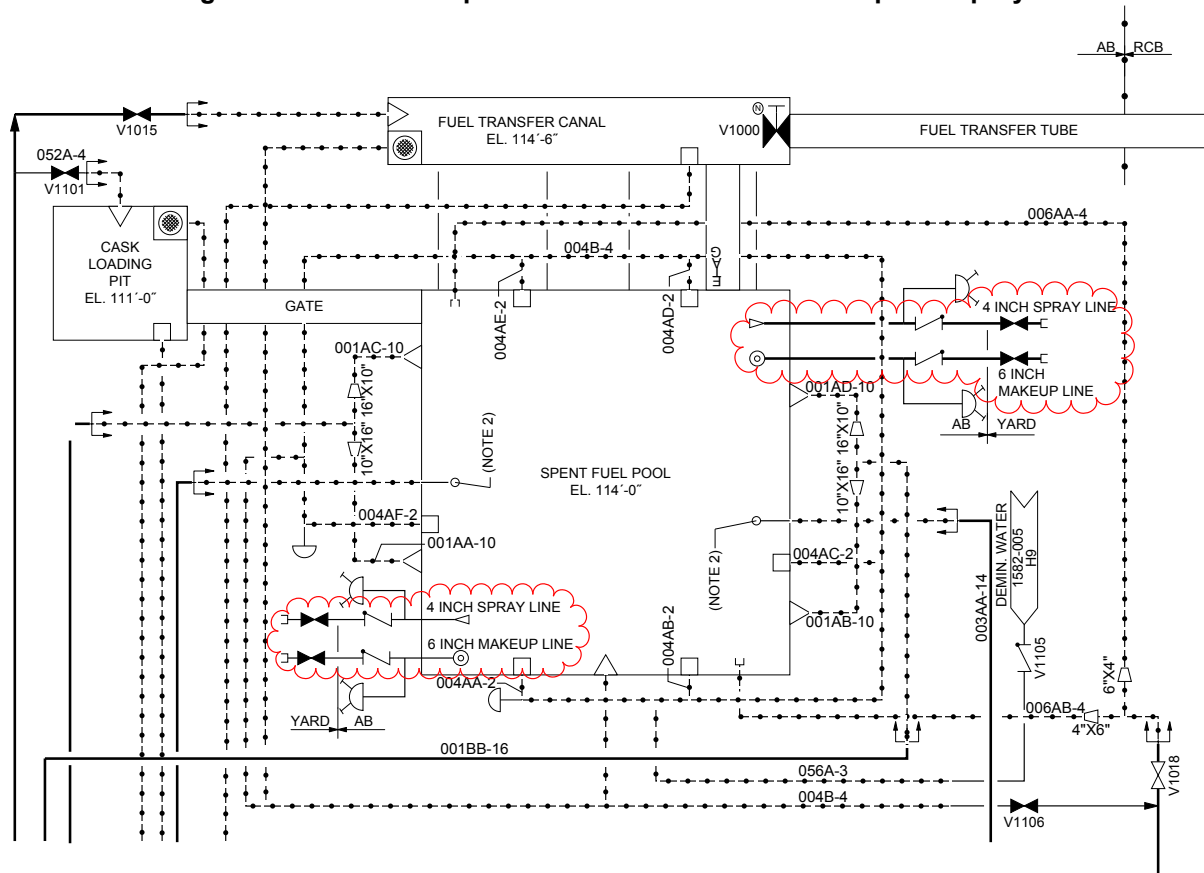 AB RCB
V1015
FUEL TRANSFER CANAL
EL. 114´-6˝
N
V1000
FUEL TRANSFER TUBE
052A-4
V1101
CASK
LOADING
PIT
EL. 111´-0˝
GATE
004B-4
006AA-4
004AE-2
004AD-2
GATE
4 INCH SPRAY LINE
6 INCH
MAKEUP LINE
AB YARD
001AC-10
10"X16" 16"X10"
(NOTE 2)
001AD-10
10"X16" 16"X10"
SPENT FUEL POOL
EL. 114´-0˝
004AF-2
001AA-10
(NOTE 2)
004AC-2
001AB-10
003AA-14
DEMIN. WATER
1582-005
H9
V1105
4 INCH SPRAY LINE
6 INCH MAKEUP LINE
004AA-2
004AB-2
YARD AB
6"X4"
006AB-4
4"X6"
001BB-16
056A-3
004B-4
V1106
V1018